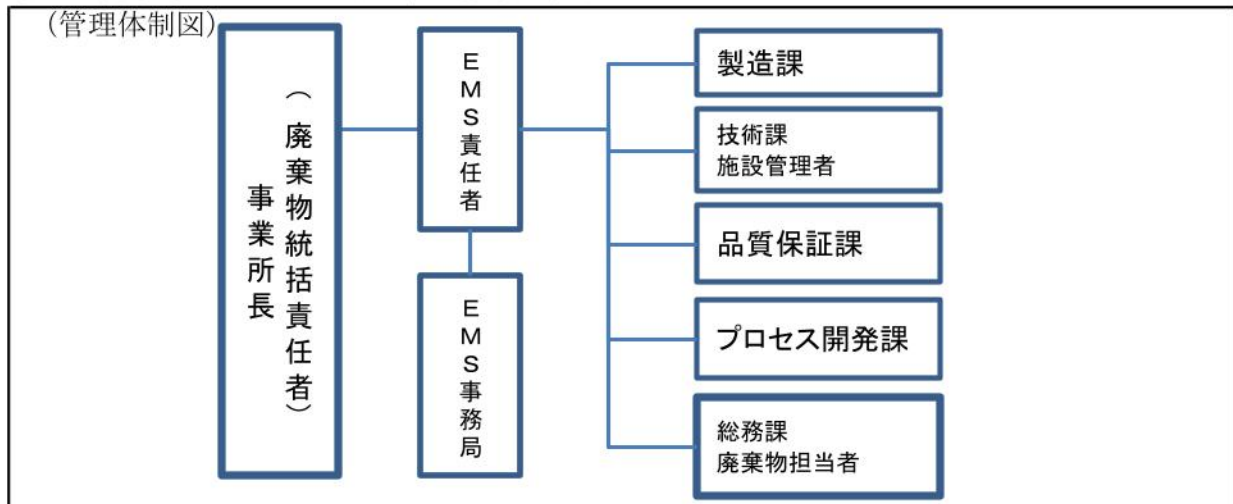 (管理体制図)
事業所長
(廃棄物統括責任者)
EMS責任者
EMS事務局
製造課
技術課
施設管理者
品質保証課
プロセス開発課
総務課
廃棄物担当者